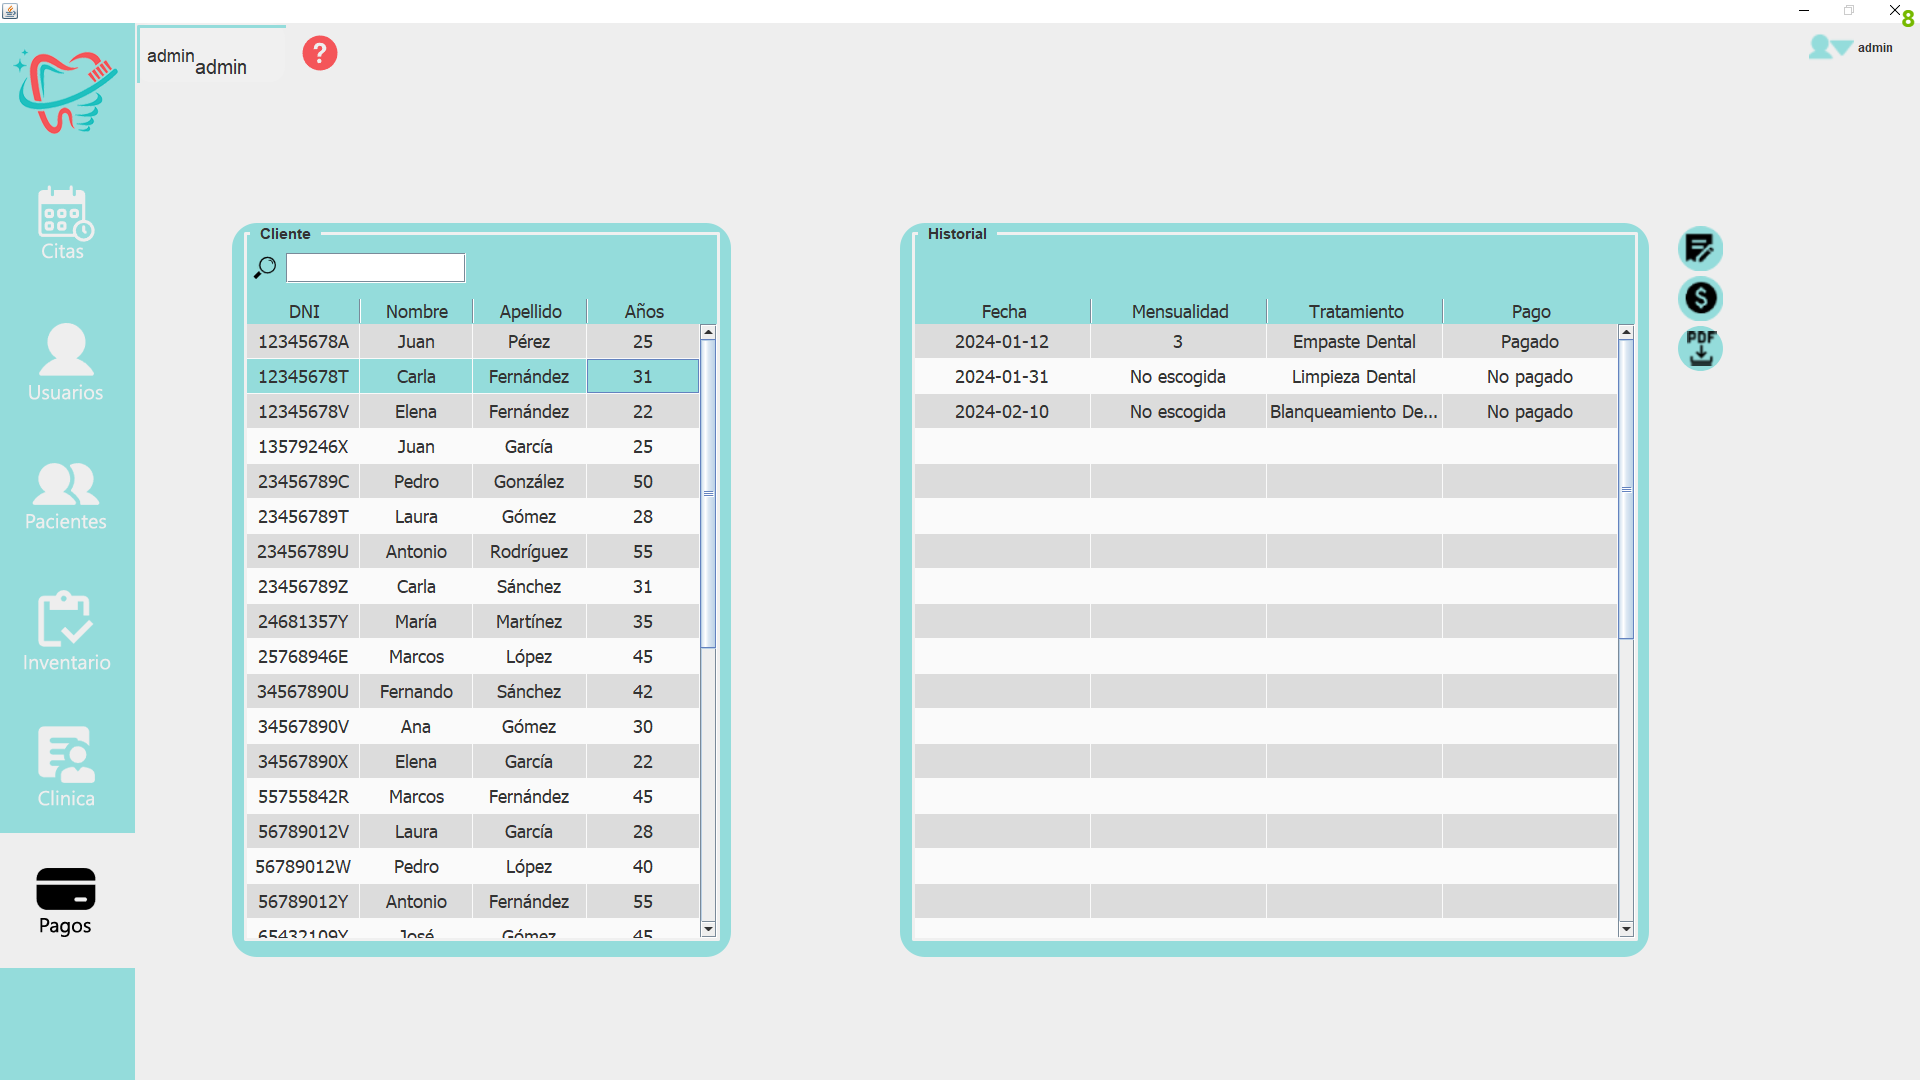 8
admin
admin
?
admin
Citas
Usuarios
Pacientes
Inventario
Clinica
Pagos
Cliente
DNI Nombre Apellido Años
12345678A Juan Pérez 25
12345678T Carla Fernández 31
12345678V Elena Fernández 22
13579246X Juan García 25
23456789C Pedro González 50
23456789T Laura Gómez 28
23456789U Antonio Rodríguez 55
23456789Z Carla Sánchez 31
24681357Y María Martínez 35
25768946E Marcos López 45
34567890U Fernando Sánchez 42
34567890V Ana Gómez 30
34567890X Elena García 22
55755842R Marcos Fernández 45
56789012V Laura García 28
56789012W Pedro López 40
56789012Y Antonio Fernández 55
65432109Y José Gómez 45
Historial
Fecha Mensualidad Tratamiento Pago
2024-01-12 3 Empaste Dental Pagado
2024-01-31 No escogida Limpieza Dental No pagado
2024-02-10 No escogida Blanqueamiento De... No pagado
$
PDF